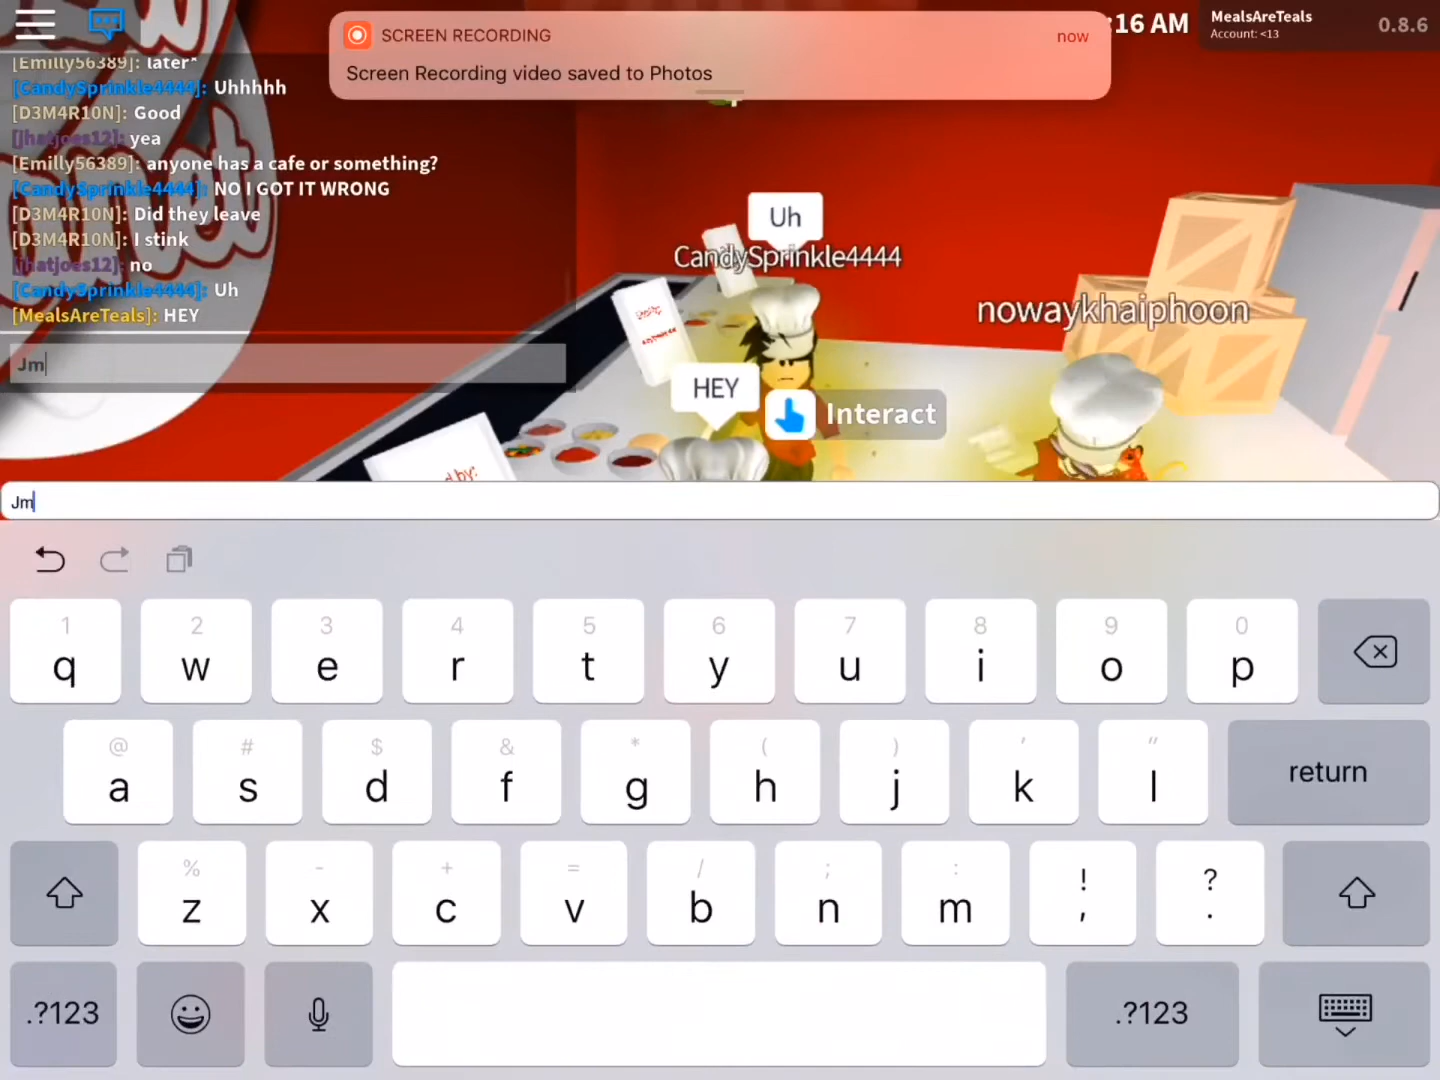 SCREEN RECORDING
now
Screen Recording video saved to Photos
:16 AM
MealsAreTeals
Account: <13
0.8.6
[Emilly56389]: later*
[CandySprinkle4444]: Uhhhhh
[D3M4R10N]: Good
[jhatjoes12]: yea
[Emilly56389]: anyone has a cafe or something?
[CandySprinkle4444]: NO I GOT IT WRONG
[D3M4R10N]: Did they leave
[D3M4R10N]: I stink
[jhatjoes12]: no
[CandySprinkle4444]: Uh
[MealsAreTeals]: HEY
Jm
Uh
CandySprinkle4444
nowaykhaiphoon
HEY
Interact
d by:
Jm
1 2 3 4 5 6 7 8 9 0
q w e r t y u i o p
@ # $ & * ( ) ' "
a s d f g h j k l return
% - + = / ; : ! ?
z x c v b n m , .
.?123 .?123